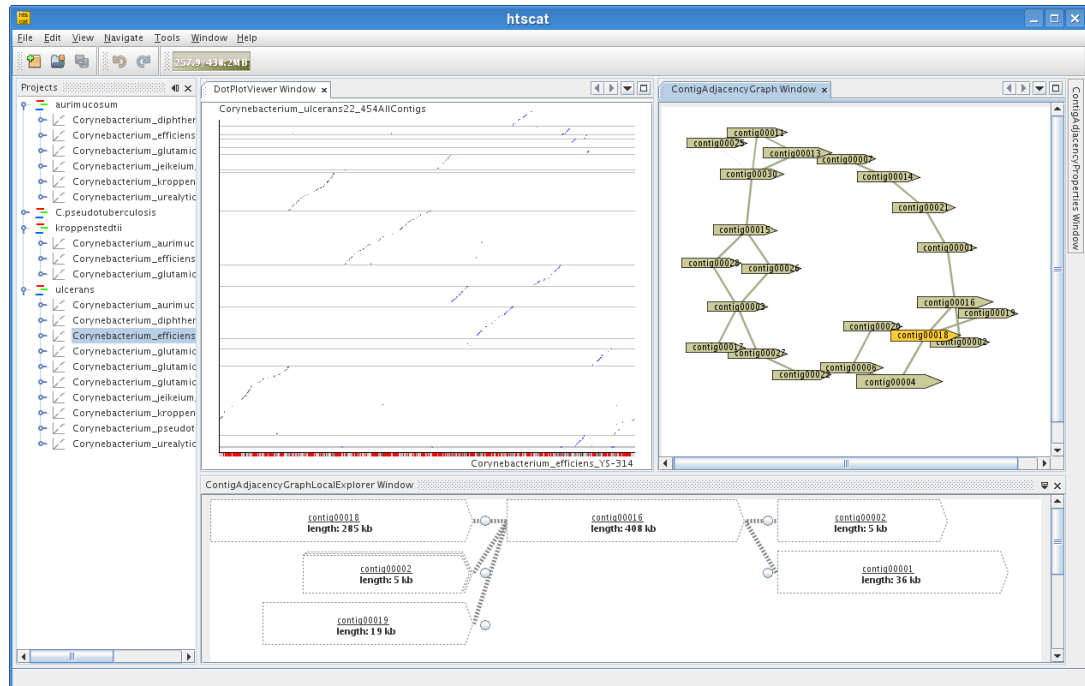 htscat
File Edit View Navigate Tools Window Help
257.9/438.2MB
Projects
aurimucosum
Corynebacterium_diphther
Corynebacterium_efficiens
Corynebacterium_glutamic
Corynebacterium_jeikeium,
Corynebacterium_kroppen
Corynebacterium_urealytic
C.pseudotuberculosis
kroppenstedtii
Corynebacterium_aurimuc
Corynebacterium_efficiens
Corynebacterium_glutamic
ulcerans
Corynebacterium_aurimuc
Corynebacterium_diphther
Corynebacterium_efficiens
Corynebacterium_glutamic
Corynebacterium_glutamic
Corynebacterium_glutamic
Corynebacterium_jeikeium,
Corynebacterium_kroppen
Corynebacterium_pseudot
Corynebacterium_urealytic
DotPlotViewer Window
Corynebacterium_ulcerans22_454AllContigs
Corynebacterium_efficiens_YS-314
ContigAdjacencyGraph Window
contig00011
contig00025
contig00013
contig00007
contig00030
contig00014
contig00021
contig00015
contig00001
contig00028
contig00026
contig00003
contig00016
contig00019
contig00020
contig00018
contig00002
contig00017
contig00027
contig00006
contig00022
contig00004
ContigAdjacencyProperties Window
ContigAdjacencyGraphLocalExplorer Window
contig00018
length: 285 kb
contig00016
length: 408 kb
contig00002
length: 5 kb
contig00002
length: 5 kb
contig00001
length: 36 kb
contig00019
length: 19 kb